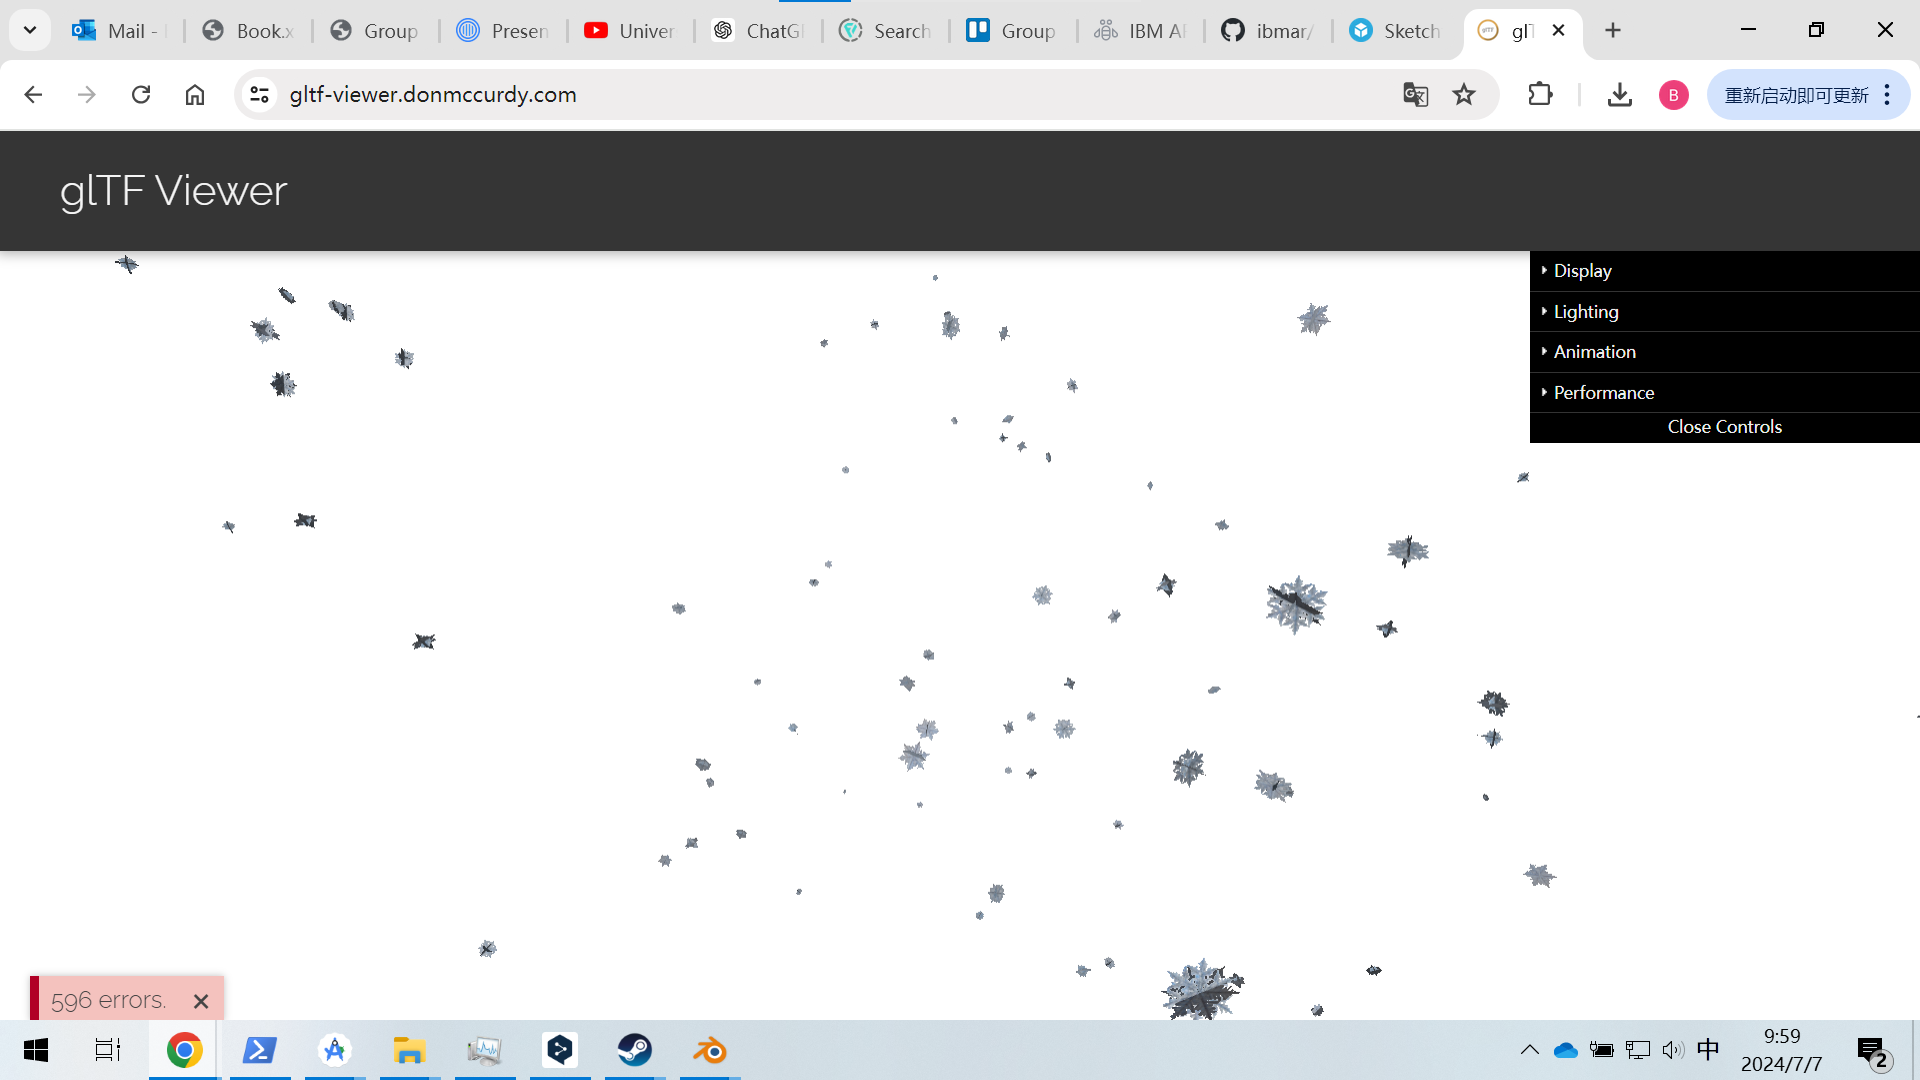 Mail -
Book.x
Group
Presen
Univer
ChatG
Search
Group
IBM AF
ibmar/
Sketch
glT
gltf-viewer.donmccurdy.com
B
重新启动即可更新
glTF Viewer
Display
Lighting
Animation
Performance
Close Controls
596 errors.
中
9:59
2024/7/7
2